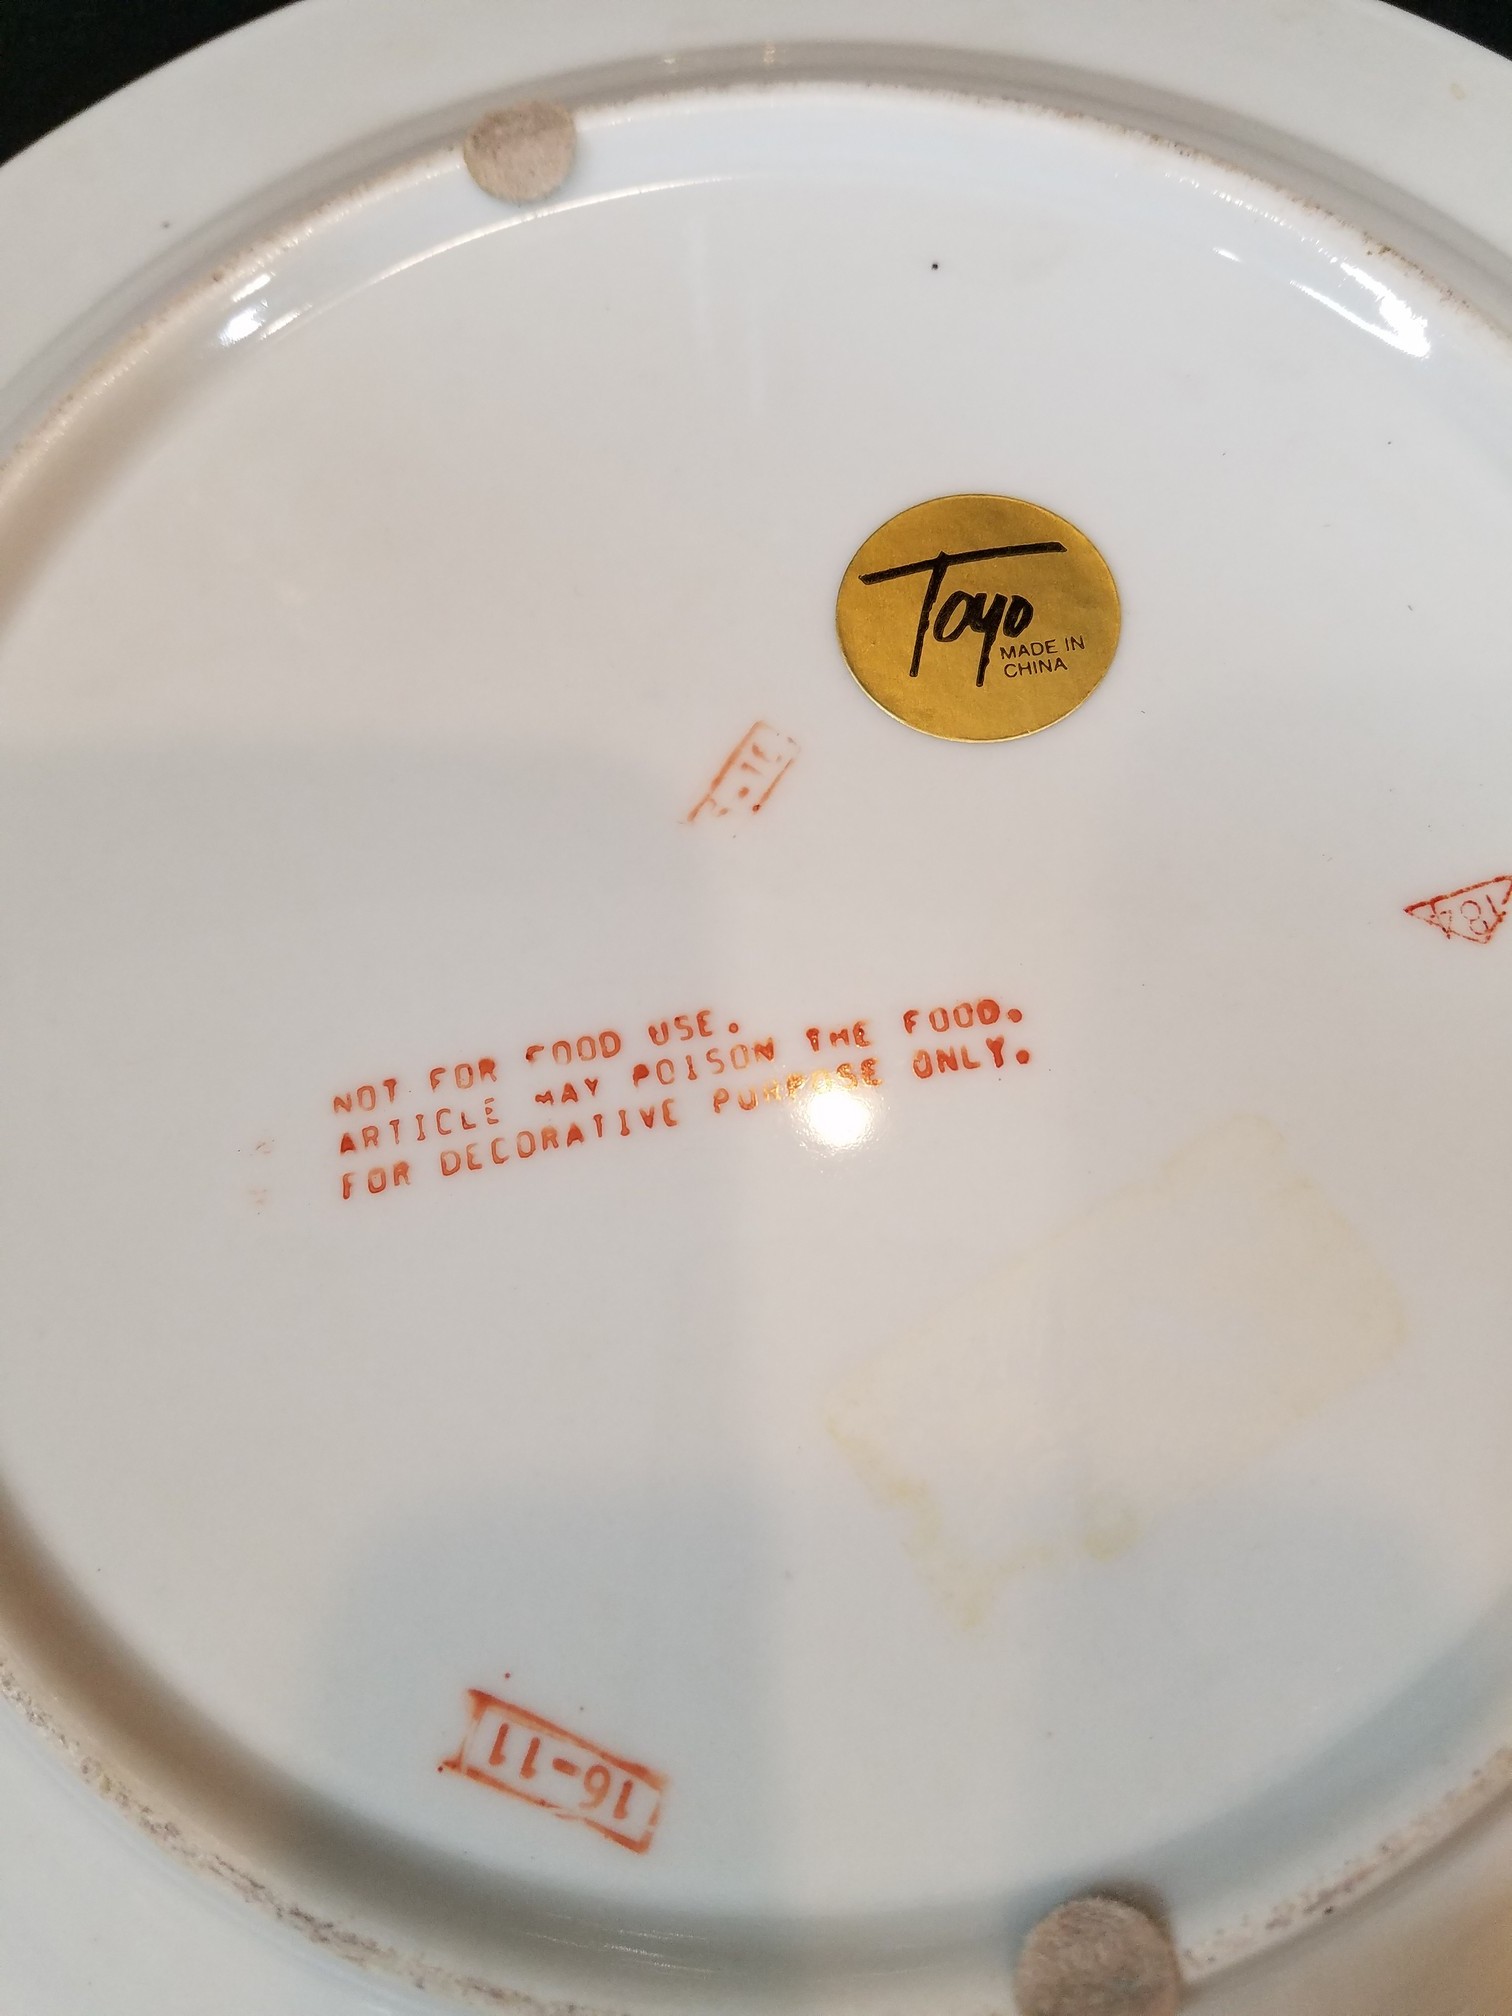 Toyo
MADE IN
CHINA
NOT FOR FOOD USE.
ARTICLE MAY POISON THE FOOD.
FOR DECORATIVE PURPOSE ONLY.
16-11